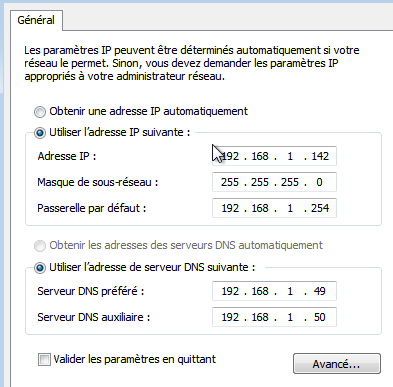 Général
Les paramètres IP peuvent être déterminés automatiquement si votre
réseau le permet. Sinon, vous devez demander les paramètres IP
appropriés à votre administrateur réseau.
Obtenir une adresse IP automatiquement
Utiliser l'adresse IP suivante :
Adresse IP : 192 . 168 . 1 . 142
Masque de sous-réseau : 255 . 255 . 255 . 0
Passerelle par défaut : 192 . 168 . 1 . 254
Obtenir les adresses des serveurs DNS automatiquement
Utiliser l'adresse de serveur DNS suivante :
Serveur DNS préféré : 192 . 168 . 1 . 49
Serveur DNS auxiliaire : 192 . 168 . 1 . 50
Valider les paramètres en quittant
Avancé...